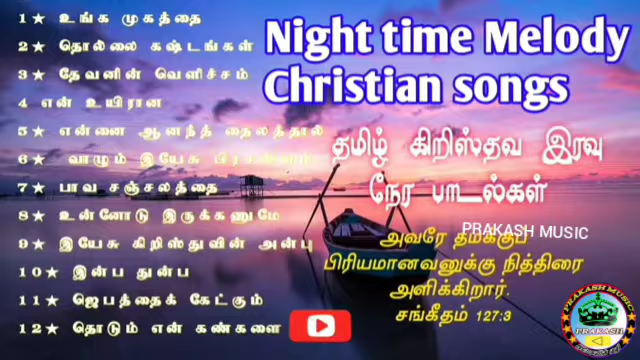 1★ உங்க முகத்தை
2★ தொல்லை கஷ்டங்கள்
3★ தேவனின் வெளிச்சம்
4 என் உயிரான
5★ என்னை ஆனந்த தைலத்தால்
6★ வாழும் இயேசு
7★ பாவ சஞ்சலத்தை
8★ உன்னோடு இருக்கணுமே
9★ இயேசு கிறிஸ்துவின் அன்பு
10★ இன்ப துன்ப
11★ ஜெபத்தைக் கேட்கும்
12★ தொடும் என் கண்களை
Night time Melody
Christian songs
தமிழ் கிறிஸ்தவ இரவு
நேர பாடல்கள்
PRAKASH MUSIC
அவரே தமக்குப்
பிரியமானவனுக்கு நித்திரை
அளிக்கிறார்.
சங்கீதம் 127:3
PRAKASH MUSIC
PRAKASH